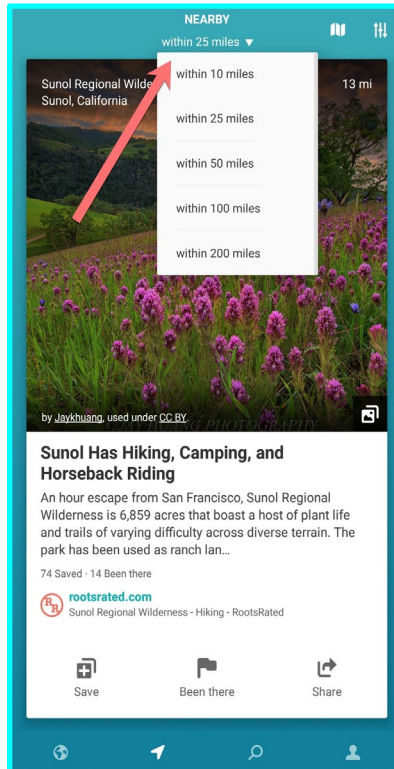 NEARBY
within 25 miles ▼
Sunol Regional Wilde
13 mi
Sunol, California
within 10 miles
within 25 miles
within 50 miles
within 100 miles
within 200 miles
by Jaykhuang, used under CC BY.
PHOTOGRAPHY
Sunol Has Hiking, Camping, and
Horseback Riding
An hour escape from San Francisco, Sunol Regional
Wilderness is 6,859 acres that boast a host of plant life
and trails of varying difficulty across diverse terrain. The
park has been used as ranch lan...
74 Saved · 14 Been there
RR
rootsrated.com
Sunol Regional Wilderness - Hiking - RootsRated
Save
Been there
Share